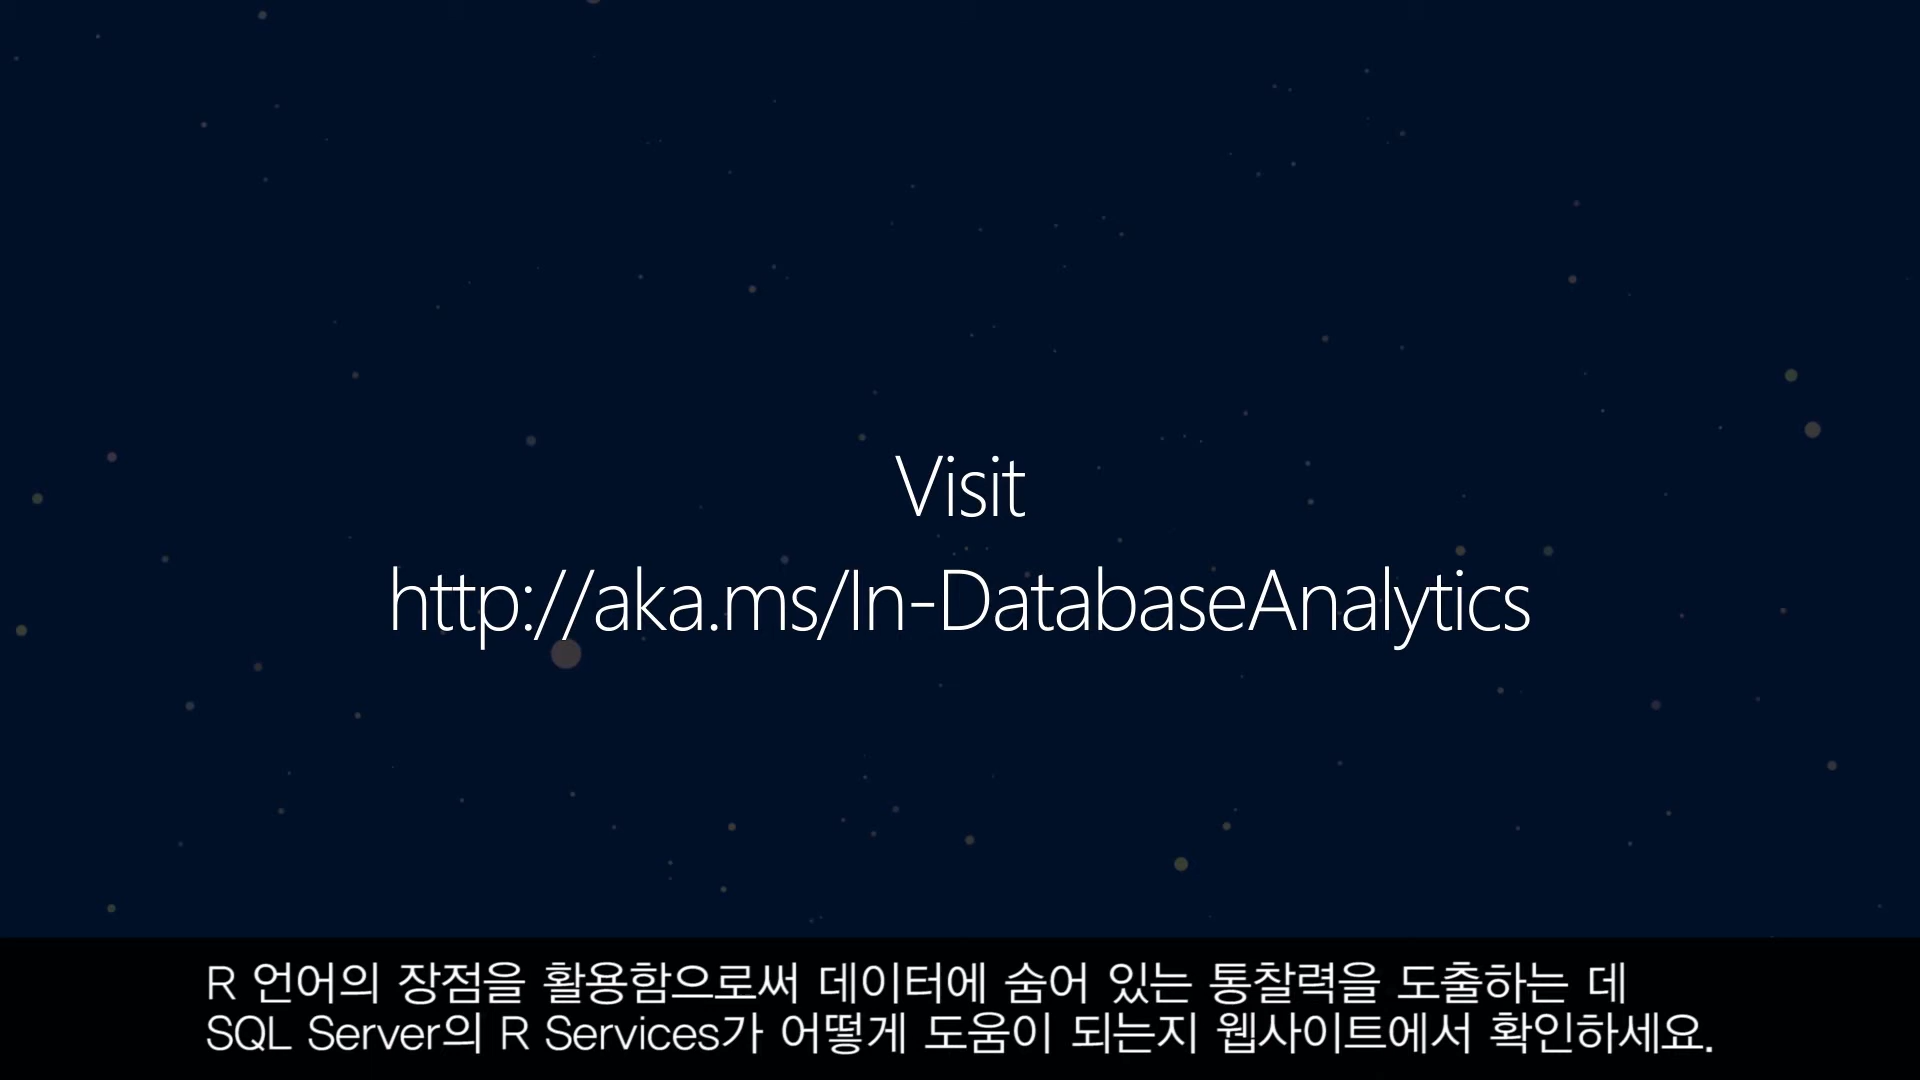 Visit
http://aka.ms/In-DatabaseAnalytics
R 언어의 장점을 활용함으로써 데이터에 숨어 있는 통찰력을 도출하는 데
SQL Server의 R Services가 어떻게 도움이 되는지 웹사이트에서 확인하세요.